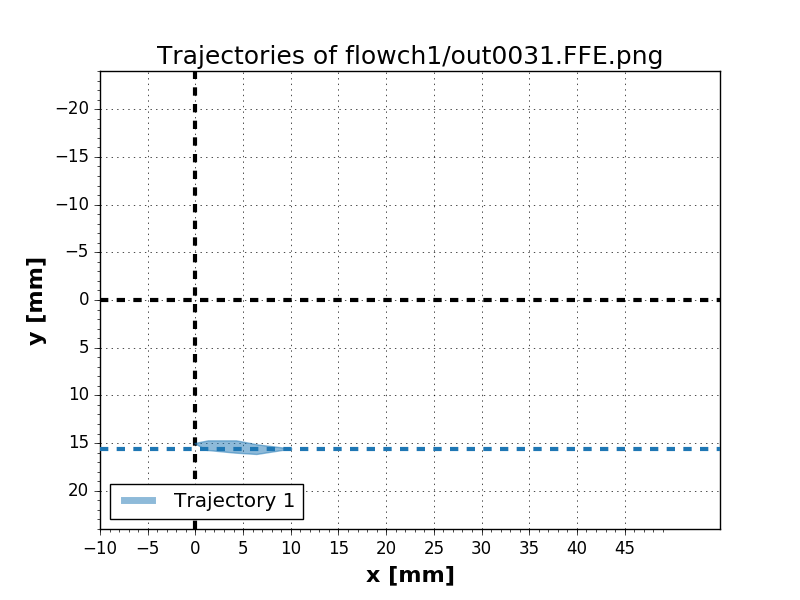 Trajectories of flowch1/out0031.FFE.png
−20
−15
−10
−5
0
5
10
15
20
y [mm]
Trajectory 1
−10 −5 0 5 10 15 20 25 30 35 40 45
x [mm]